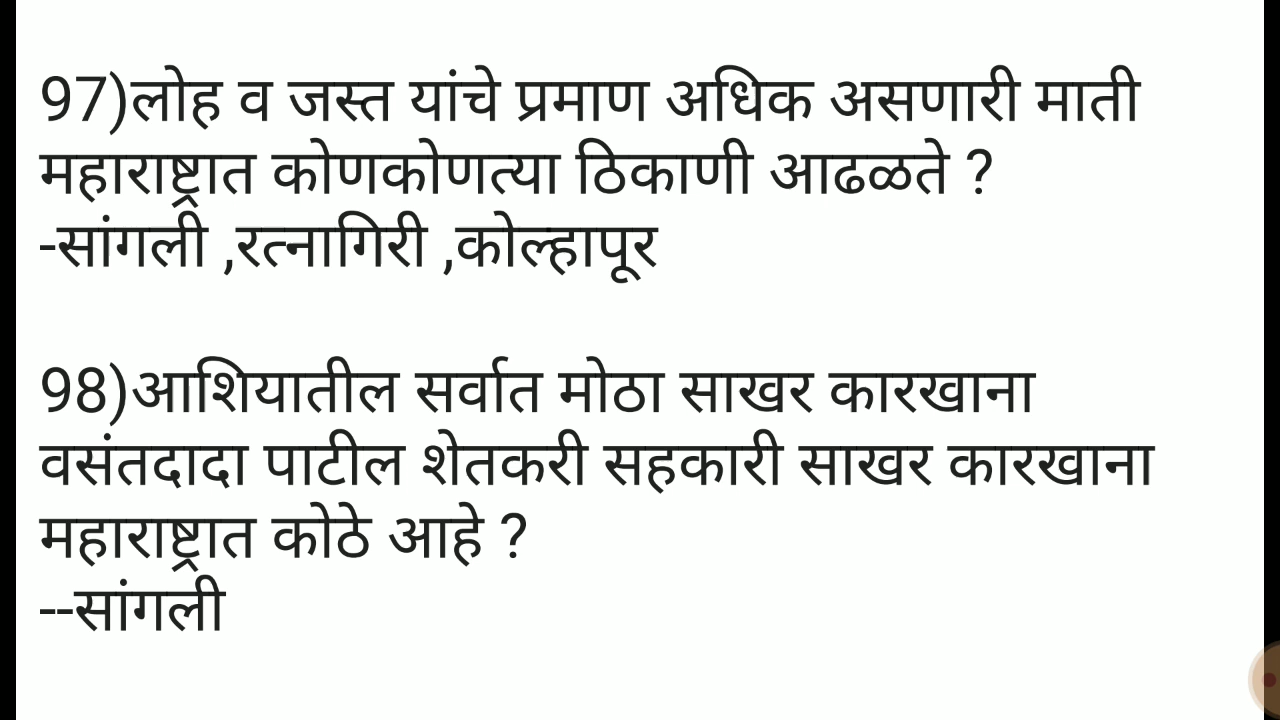 97)लोह व जस्त यांचे प्रमाण अधिक असणारी माती
महाराष्ट्रात कोणकोणत्या ठिकाणी आढळते ?
-सांगली ,रत्नागिरी ,कोल्हापूर
98)आशियातील सर्वात मोठा साखर कारखाना
वसंतदादा पाटील शेतकरी सहकारी साखर कारखाना
महाराष्ट्रात कोठे आहे ?
--सांगली